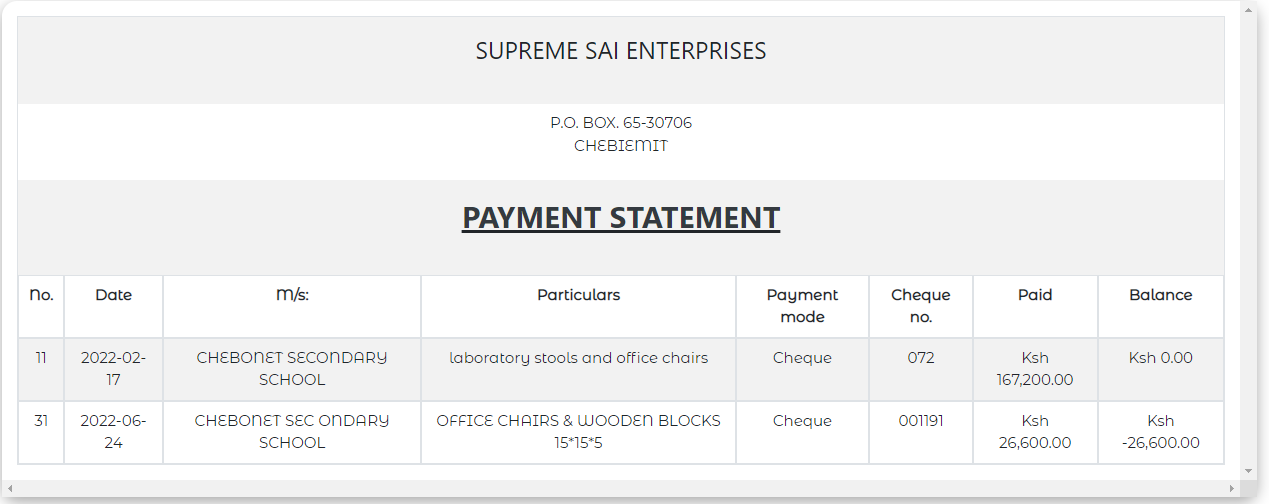 SUPREME SAI ENTERPRISES
P.O. BOX. 65-30706
CHEBIEMIT
PAYMENT STATEMENT
No. Date M/s: Particulars Payment mode Cheque no. Paid Balance
11 2022-02-17 CHEBONET SECONDARY SCHOOL laboratory stools and office chairs Cheque 072 Ksh 167,200.00 Ksh 0.00
31 2022-06-24 CHEBONET SEC ONDARY SCHOOL OFFICE CHAIRS & WOODEN BLOCKS 15*15*5 Cheque 001191 Ksh 26,600.00 Ksh -26,600.00